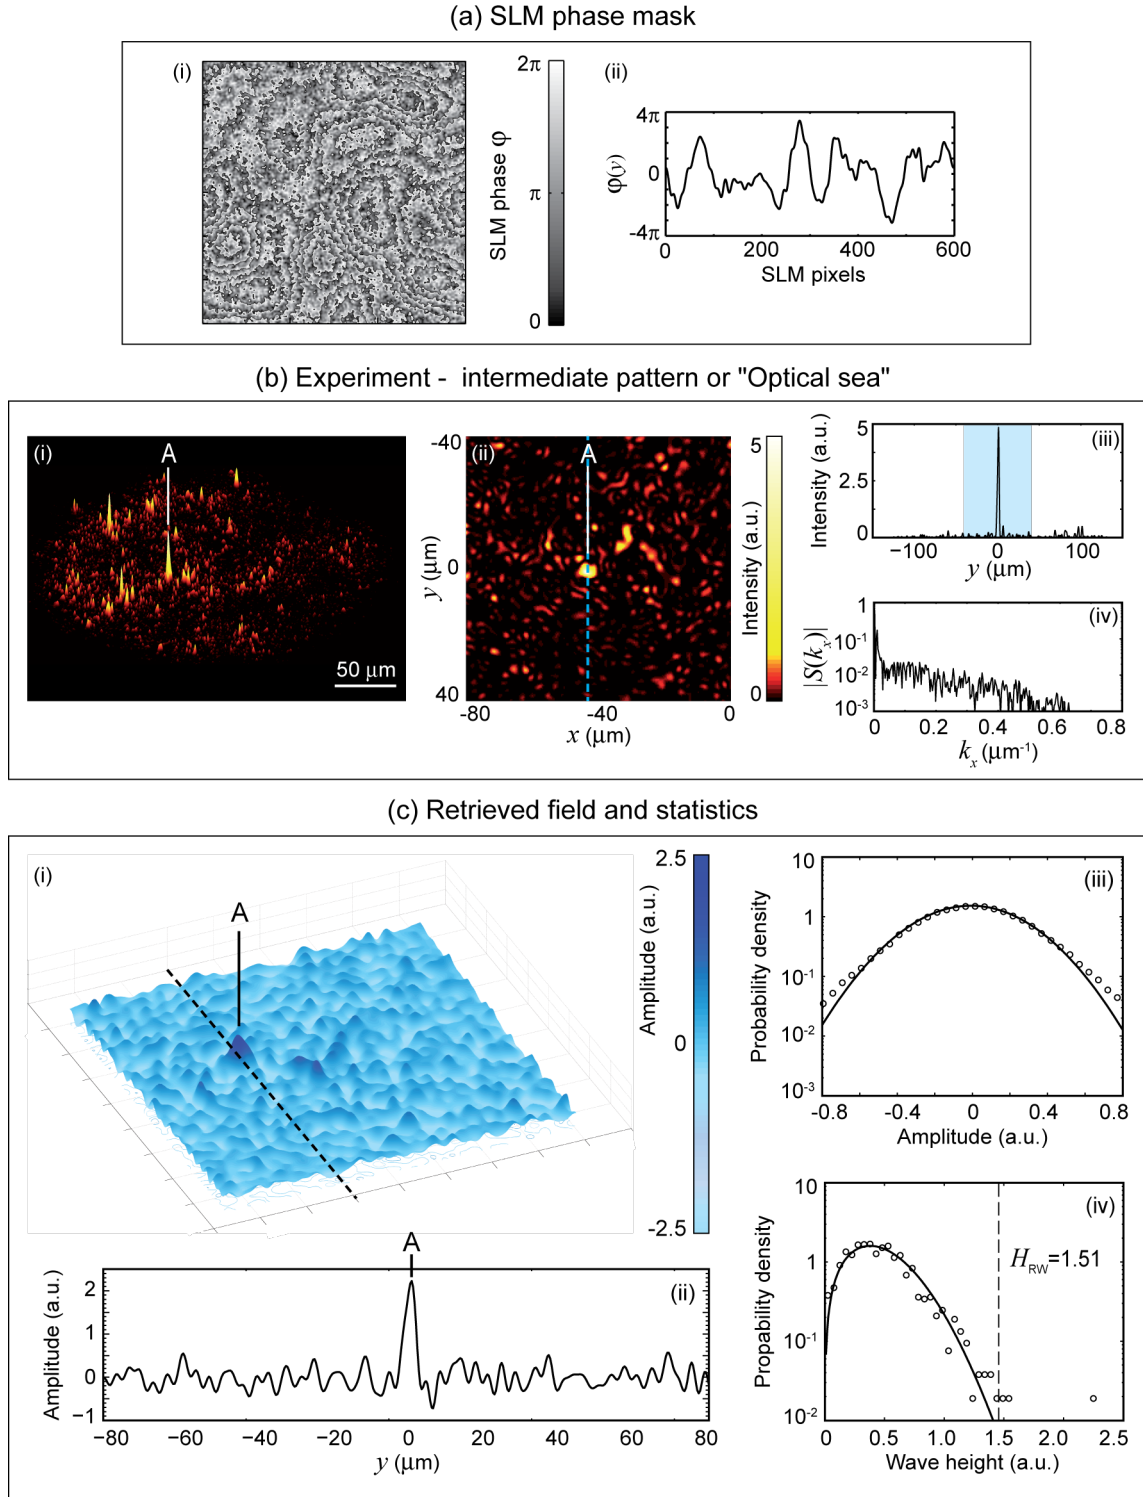 (a) SLM phase mask
(i)
2π
π
0
SLM phase φ
(ii)
4π
0
-4π
φ(y)
0 200 400 600
SLM pixels
(b) Experiment - intermediate pattern or "Optical sea"
(i)
A
50 μm
(ii)
A
-40
0
40
y (μm)
-80 -40 0
x (μm)
5
0
Intensity (a.u.)
(iii)
5
2.5
0
Intensity (a.u.)
-100 0 100
y (μm)
(iv)
1
10-1
10-2
10-3
|S(kx)|
0 0.2 0.4 0.6 0.8
kx (μm-1)
(c) Retrieved field and statistics
(i)
A
2.5
0
-2.5
Amplitude (a.u.)
(ii)
A
2
1
0
−1
Amplitude (a.u.)
−80 −60 −40 −20 0 20 40 60 80
y (μm)
(iii)
10
1
10-1
10-2
10-3
Probability density
-0.8 -0.4 0 0.4 0.8
Amplitude (a.u.)
(iv)
10
1
10-1
10-2
Propability density
HRW=1.51
0 0.5 1.5 2.0 2.5
Wave height (a.u.)